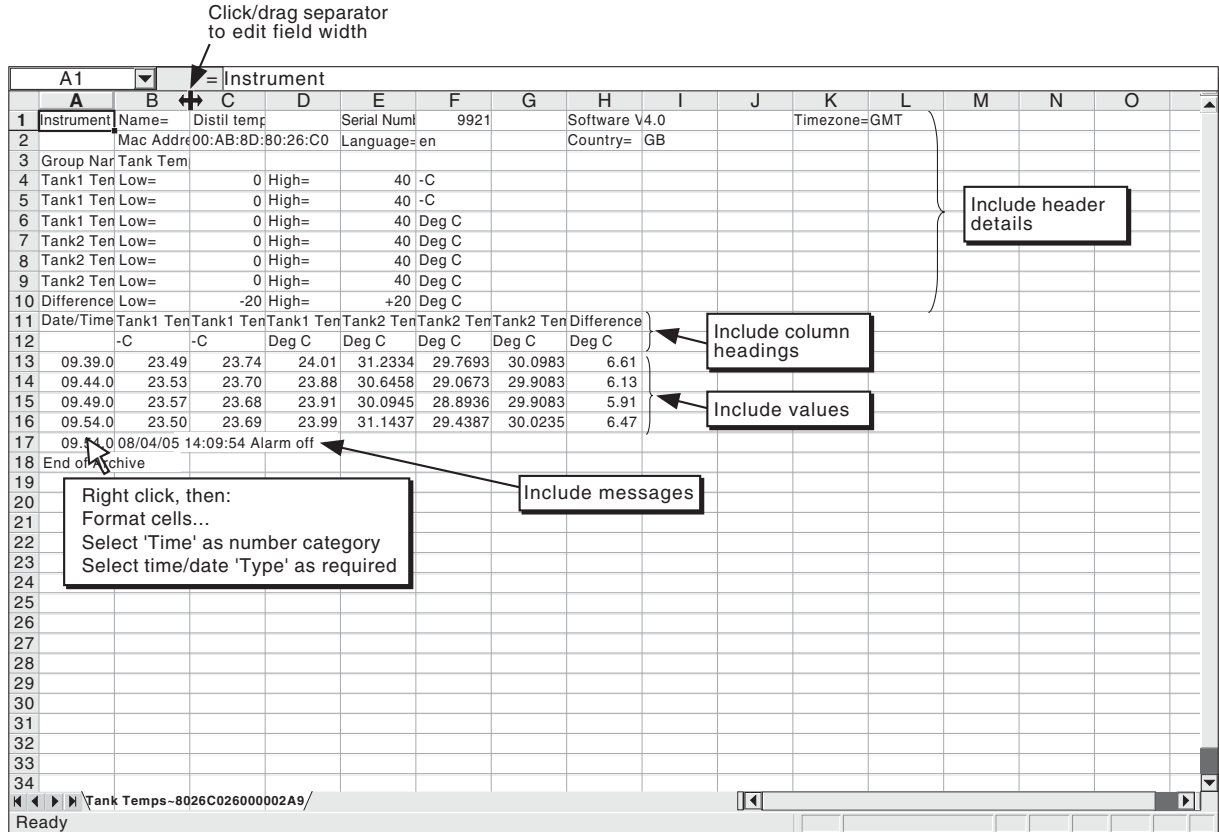 Click/drag separator
to edit field width
A1 = Instrument
A B C D E F G H I J K L M N O
1 Instrument Name= Distil temp Serial Numb 9921 Software V 4.0 Timezone= GMT
2 Mac Addre 00:AB:8D:80:26:C0 Language= en Country= GB
3 Group Nar Tank Tem
4 Tank1 Ten Low= 0 High= 40 -C
5 Tank1 Ten Low= 0 High= 40 -C
6 Tank1 Ten Low= 0 High= 40 Deg C
7 Tank2 Ten Low= 0 High= 40 Deg C
8 Tank2 Ten Low= 0 High= 40 Deg C
9 Tank2 Ten Low= 0 High= 40 Deg C
10 Difference Low= -20 High= +20 Deg C
Include header
details
11 Date/Time Tank1 Ten Tank1 Ten Tank1 Ten Tank2 Ten Tank2 Ten Tank2 Ten Difference
12 -C -C Deg C Deg C Deg C Deg C Deg C
Include column
headings
13 09.39.0 23.49 23.74 24.01 31.2334 29.7693 30.0983 6.61
14 09.44.0 23.53 23.70 23.88 30.6458 29.0673 29.9083 6.13
15 09.49.0 23.57 23.68 23.91 30.0945 28.8936 29.9083 5.91
16 09.54.0 23.50 23.69 23.99 31.1437 29.4387 30.0235 6.47
Include values
17 09.54.0 08/04/05 14:09:54 Alarm off
18 End of Archive
Include messages
19
20
21
22
23
24
Right click, then:
Format cells...
Select 'Time' as number category
Select time/date 'Type' as required
25
26
27
28
29
30
31
32
33
34
Tank Temps~8026C026000002A9
Ready